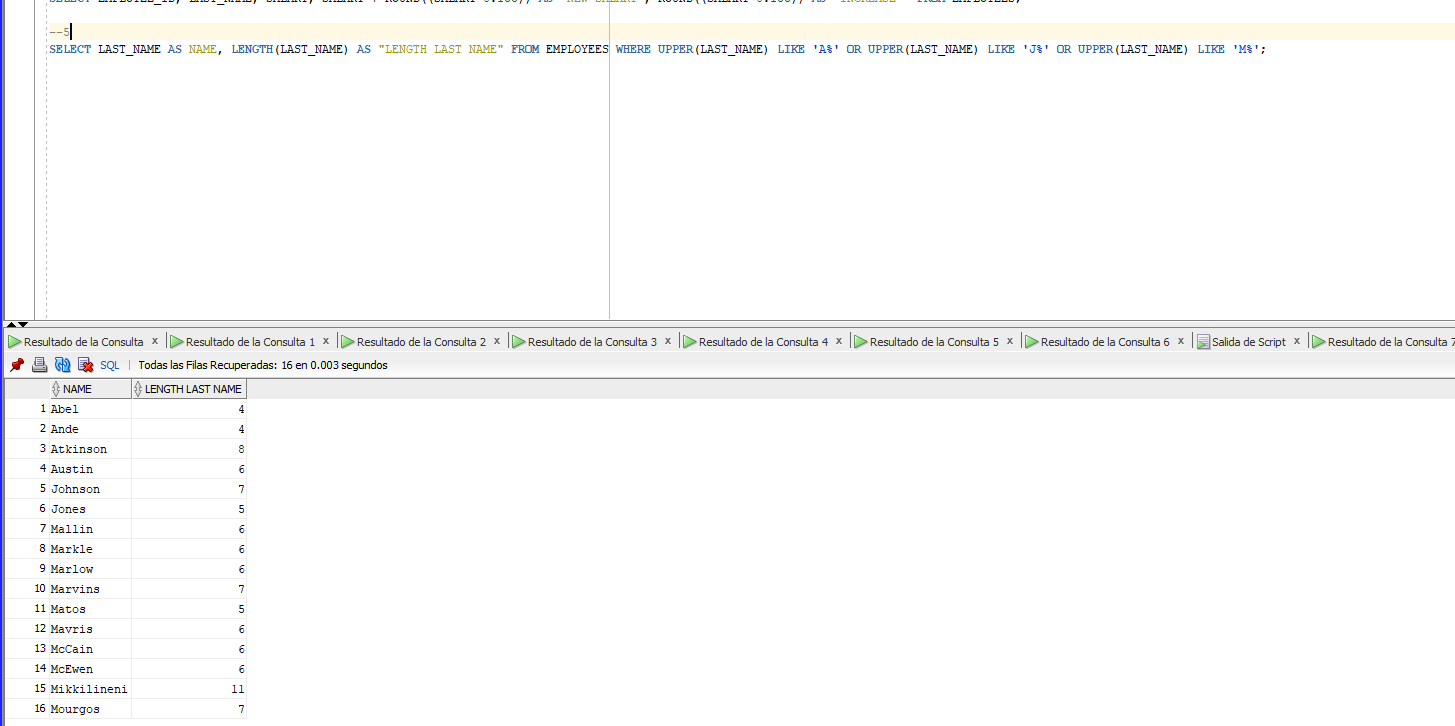 --5
SELECT LAST_NAME AS NAME, LENGTH(LAST_NAME) AS "LENGTH LAST NAME" FROM EMPLOYEES WHERE UPPER(LAST_NAME) LIKE 'A%' OR UPPER(LAST_NAME) LIKE 'J%' OR UPPER(LAST_NAME) LIKE 'M%';
Resultado de la Consulta x Resultado de la Consulta 1 x Resultado de la Consulta 2 x Resultado de la Consulta 3 x Resultado de la Consulta 4 x Resultado de la Consulta 5 x Resultado de la Consulta 6 x Salida de Script x Resultado de la Consulta 7
SQL | Todas las Filas Recuperadas: 16 en 0.003 segundos
NAME LENGTH LAST NAME
1 Abel 4
2 Ande 4
3 Atkinson 8
4 Austin 6
5 Johnson 7
6 Jones 5
7 Mallin 6
8 Markle 6
9 Marlow 6
10 Marvins 7
11 Matos 5
12 Mavris 6
13 McCain 6
14 McEwen 6
15 Mikkilineni 11
16 Mourgos 7